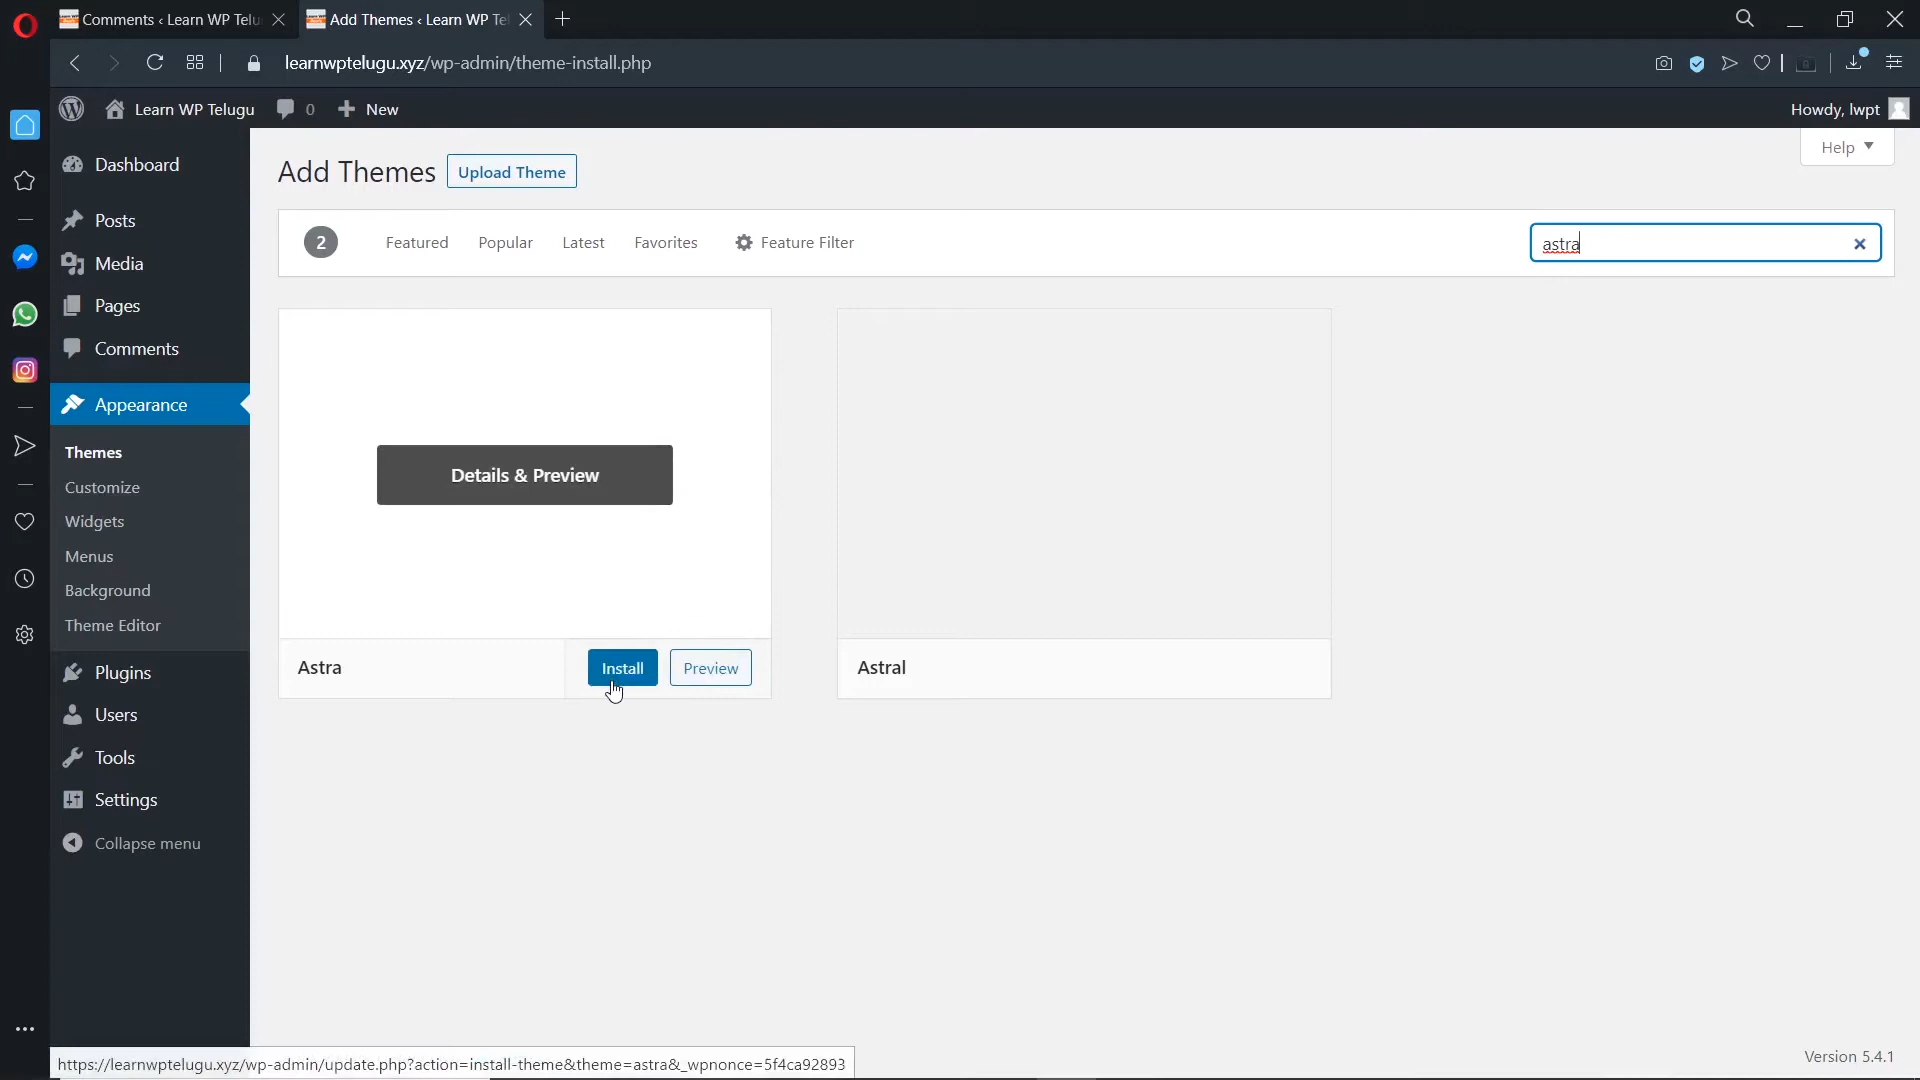 Comments ‹ Learn WP Telu
Add Themes ‹ Learn WP Tel
learnwptelugu.xyz/wp-admin/theme-install.php
Learn WP Telugu
0
New
Howdy, lwpt
Dashboard
Posts
Media
Pages
Comments
Appearance
Themes
Customize
Widgets
Menus
Background
Theme Editor
Plugins
Users
Tools
Settings
Collapse menu
Add Themes
Upload Theme
Help
2
Featured
Popular
Latest
Favorites
Feature Filter
astra
Details & Preview
Astra
Install
Preview
Astral
Version 5.4.1
https://learnwptelugu.xyz/wp-admin/update.php?action=install-theme&theme=astra&_wpnonce=5f4ca92893